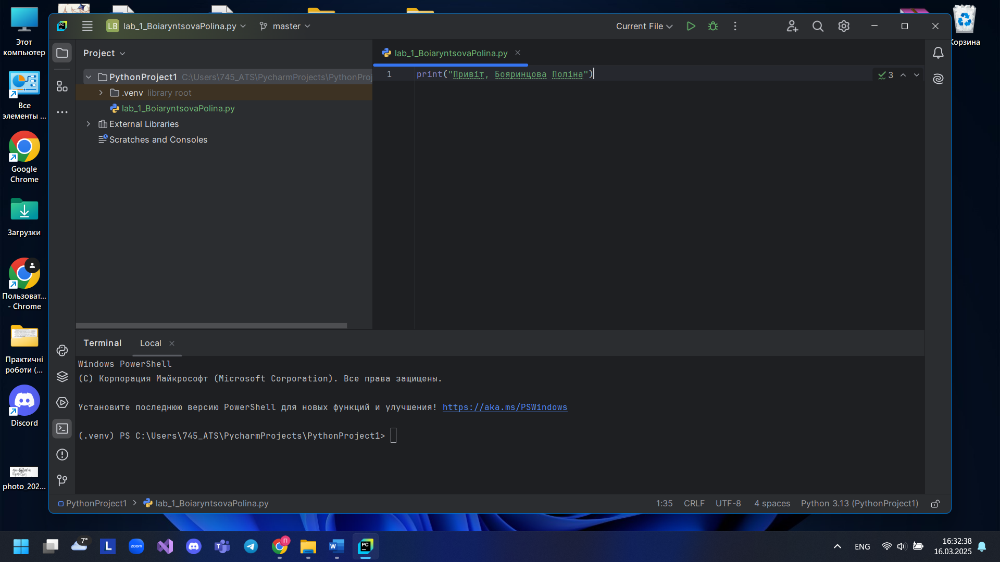 Этот
компьютер
Все
элементы ...
Google
Chrome
Загрузки
Пользоват...
- Chrome
Практичні
роботи (...
Discord
photo_202...
Корзина
PC
LB lab_1_BoiaryntsovaPolina.py
master
Current File
Project
PythonProject1 C:\Users\745_ATS\PycharmProjects\PythonProj
.venv library root
lab_1_BoiaryntsovaPolina.py
External Libraries
Scratches and Consoles
lab_1_BoiaryntsovaPolina.py
1 print("Привіт, Бояринцова Поліна")
3
Terminal Local
Windows PowerShell
(C) Корпорация Майкрософт (Microsoft Corporation). Все права защищены.
Установите последнюю версию PowerShell для новых функций и улучшения! https://aka.ms/PSWindows
(.venv) PS C:\Users\745_ATS\PycharmProjects\PythonProject1>
PythonProject1 > lab_1_BoiaryntsovaPolina.py
1:35 CRLF UTF-8 4 spaces Python 3.13 (PythonProject1)
7°
L
zoom
T
П
W
PC
ENG
16:32:38
16.03.2025